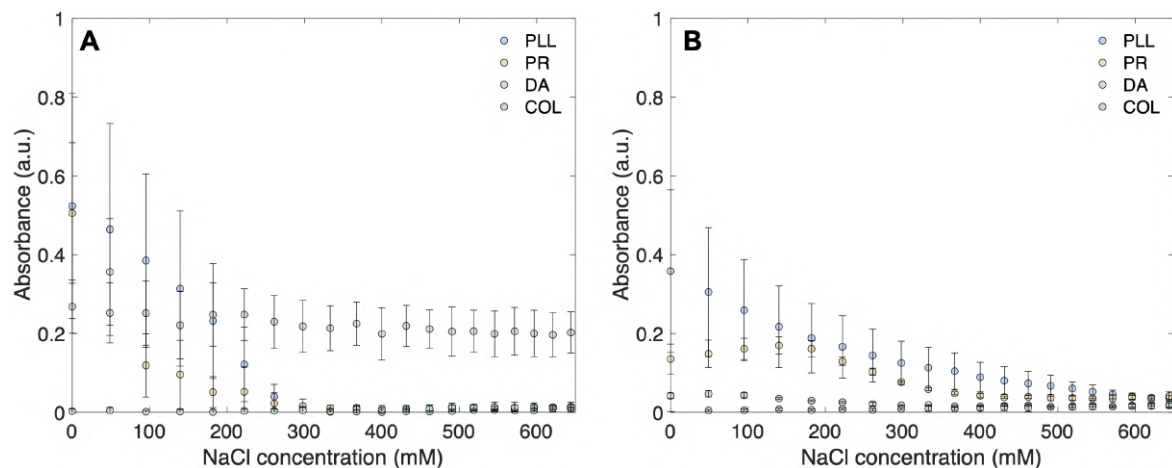 A
PLL
PR
DA
COL
1
0.8
0.6
0.4
0.2
0
Absorbance (a.u.)
0
100
200
300
400
500
600
NaCl concentration (mM)
B
PLL
PR
DA
COL
1
0.8
0.6
0.4
0.2
0
Absorbance (a.u.)
0
100
200
300
400
500
600
NaCl concentration (mM)